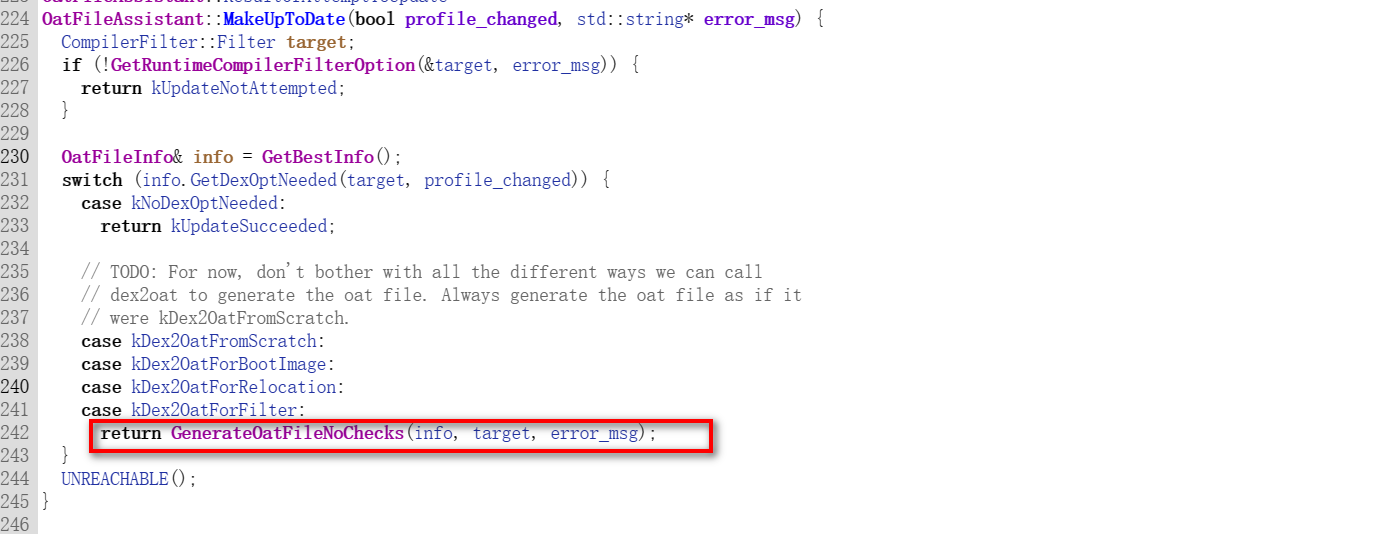 224 OatFileAssistant::MakeUpToDate(bool profile_changed, std::string* error_msg) {
225   CompilerFilter::Filter target;
226   if (!GetRuntimeCompilerFilterOption(&target, error_msg)) {
227     return kUpdateNotAttempted;
228   }
229
230   OatFileInfo& info = GetBestInfo();
231   switch (info.GetDexOptNeeded(target, profile_changed)) {
232     case kNoDexOptNeeded:
233       return kUpdateSucceeded;
234
235     // TODO: For now, don't bother with all the different ways we can call
236     // dex2oat to generate the oat file. Always generate the oat file as if it
237     // were kDex2OatFromScratch.
238     case kDex2OatFromScratch:
239     case kDex2OatForBootImage:
240     case kDex2OatForRelocation:
241     case kDex2OatForFilter:
242       return GenerateOatFileNoChecks(info, target, error_msg);
243   }
244   UNREACHABLE();
245 }
246